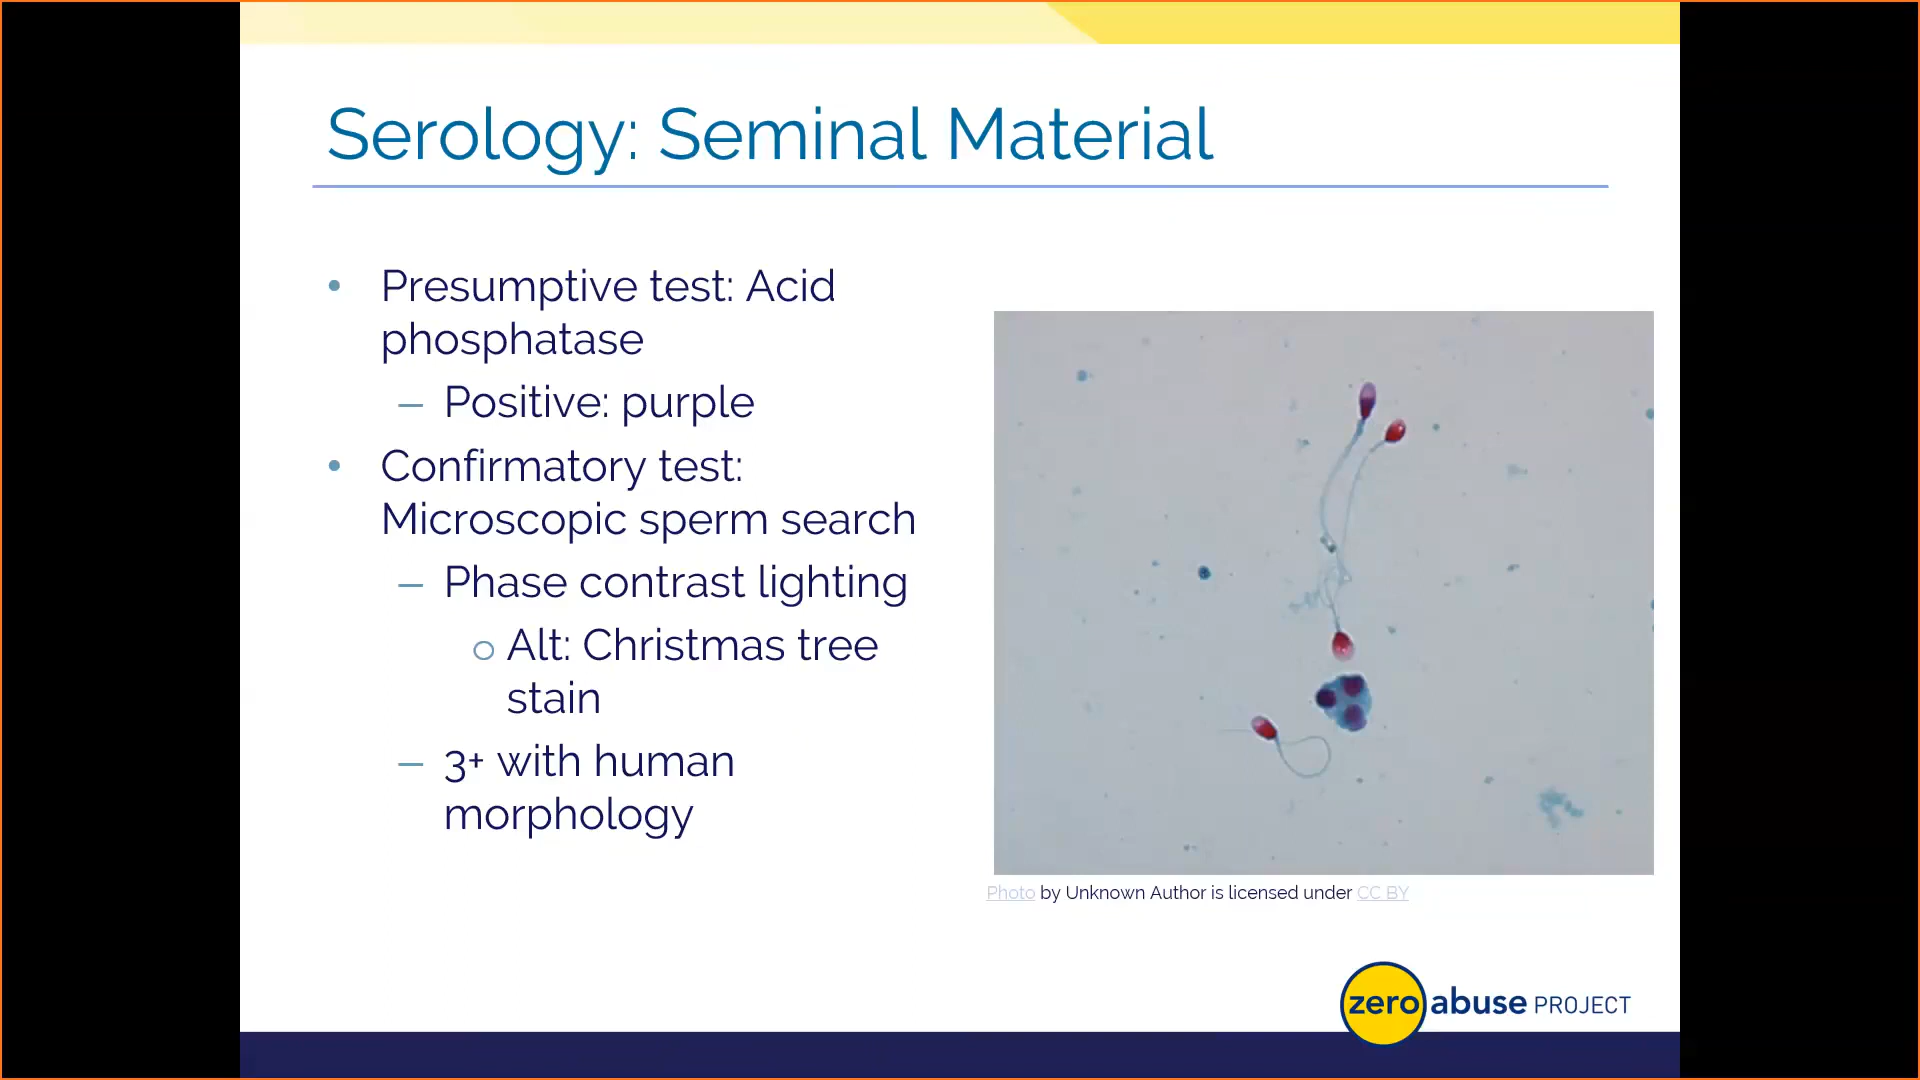 Serology: Seminal Material
• Presumptive test: Acid
phosphatase
– Positive: purple
• Confirmatory test:
Microscopic sperm search
– Phase contrast lighting
o Alt: Christmas tree
stain
– 3+ with human
morphology
Photo by Unknown Author is licensed under CC BY
zero abuse PROJECT